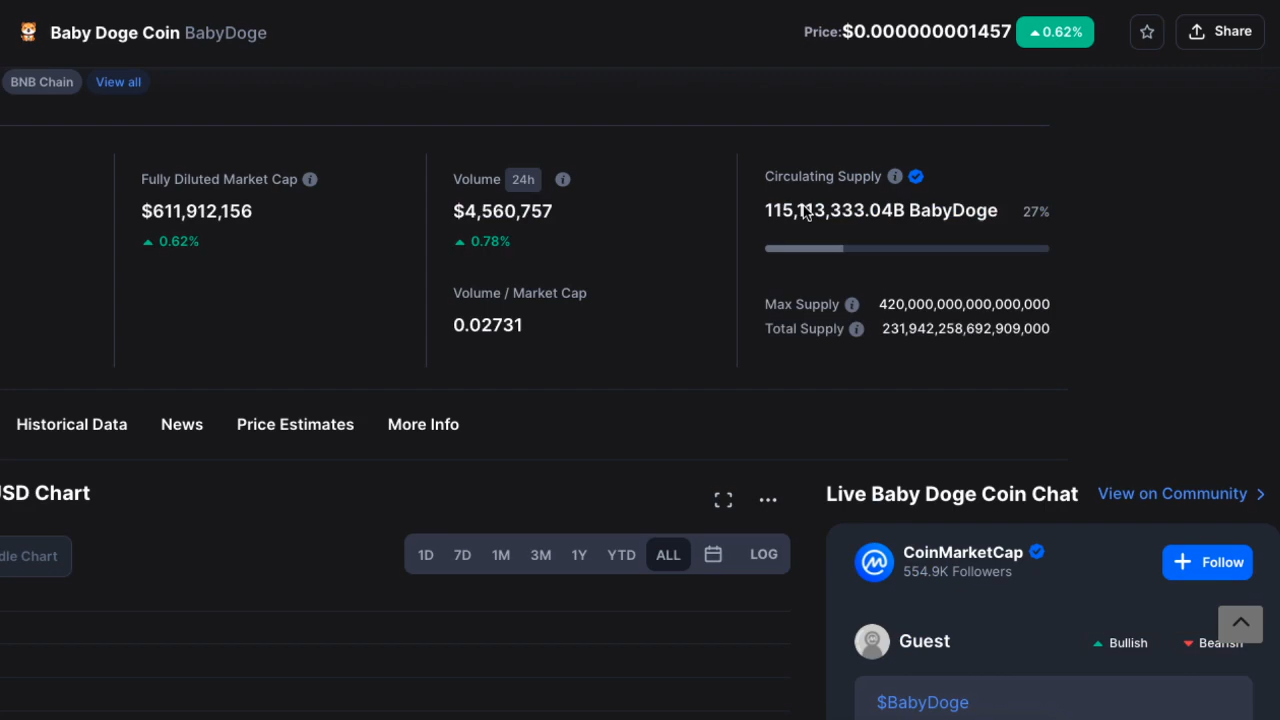 Baby Doge Coin BabyDoge
Price:$0.000000001457 0.62% Share
BNB Chain View all
Fully Diluted Market Cap
$611,912,156
0.62%
Volume 24h
$4,560,757
0.78%
Volume / Market Cap
0.02731
Circulating Supply
115,113,333.04B BabyDoge 27%
Max Supply 420,000,000,000,000,000
Total Supply 231,942,258,692,909,000
Historical Data News Price Estimates More Info
SD Chart
dle Chart
1D 7D 1M 3M 1Y YTD ALL LOG
Live Baby Doge Coin Chat View on Community
CoinMarketCap
554.9K Followers
Follow
Guest Bullish Bearish
$BabyDoge